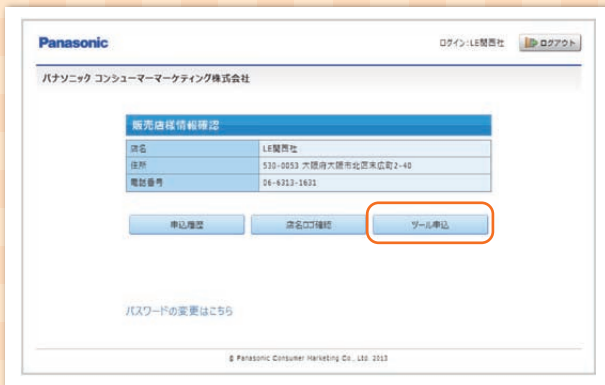 Panasonic
ログイン:LE関西社 ログアウト
パナソニック コンシューマーマーケティング株式会社
販売店様情報確認
店名 LE関西社
住所 530-0053 大阪府大阪市北区末広町2-40
電話番号 06-6313-1631
申込履歴 店名ロゴ確認 ツール申込
パスワードの変更はこちら
© Panasonic Consumer Marketing Co., Ltd. 2013